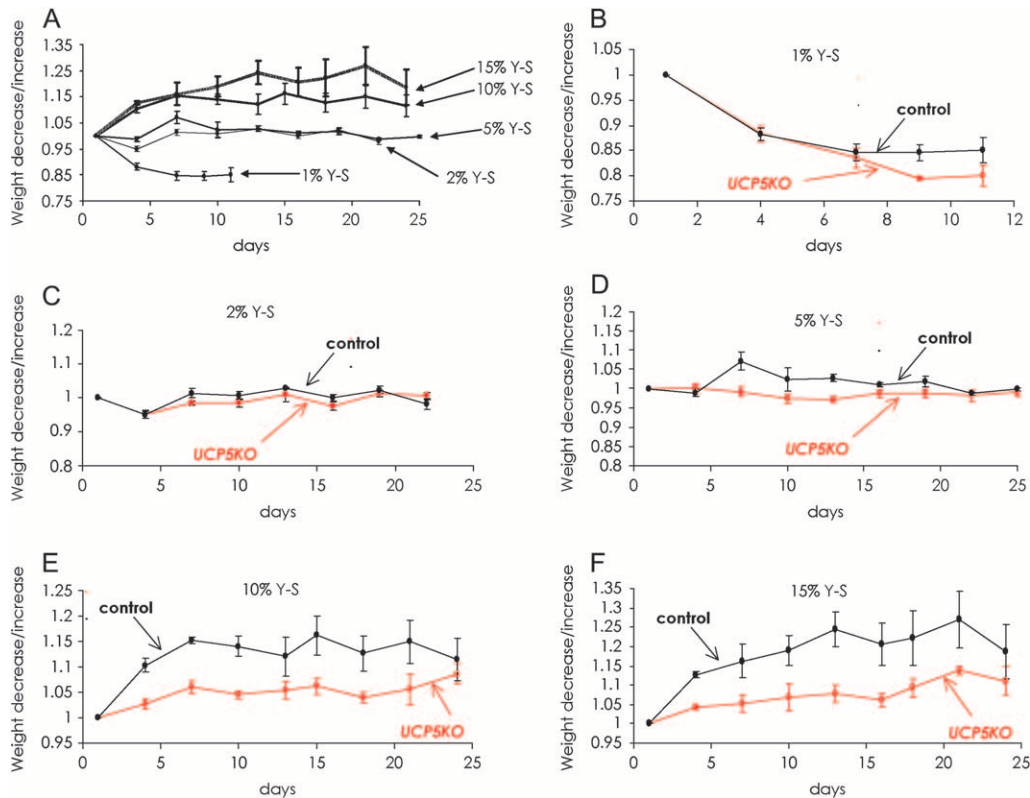 A
Weight decrease/increase
1.35
1.25
1.15
1.05
0.95
0.85
0.75
0 5 10 15 20 25
days
15% Y-S
10% Y-S
5% Y-S
2% Y-S
1% Y-S
B
1% Y-S
Weight decrease/increase
1.05
1
0.95
0.9
0.85
0.80
0.75
0 2 4 6 8 10 12
days
control
UCP5KO
C
2% Y-S
Weight decrease/increase
1.2
1.1
1
0.9
0.8
0 5 10 15 20 25
days
control
UCP5KO
D
5% Y-S
Weight decrease/increase
1.2
1.15
1.1
1.05
1
0.95
0.9
0.85
0.8
0 5 10 15 20 25
days
control
UCP5KO
E
10% Y-S
Weight decrease/increase
1.25
1.2
1.15
1.10
1.05
1
0.95
0 5 10 15 20 25
days
control
UCP5KO
F
15% Y-S
Weight decrease/increase
1.35
1.3
1.25
1.2
1.15
1.1
1.05
1
0.95
0 5 10 15 20 25
days
control
UCP5KO